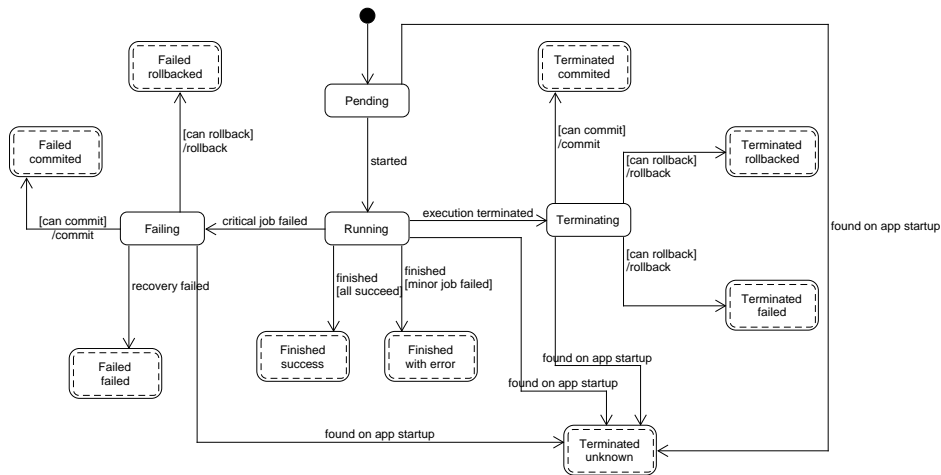 Failed
rollbacked
Terminated
commited
Pending
[can rollback]
/rollback
[can commit]
/commit
Failed
commited
started
[can rollback]
/rollback
Terminated
rollbacked
[can commit]
/commit
Failing
critical job failed
Running
execution terminated
Terminating
found on app startup
[can rollback]
/rollback
recovery failed
finished
[all succeed]
finished
[minor job failed]
Terminated
failed
Failed
failed
Finished
success
Finished
with error
found on app startup
found on app startup
found on app startup
Terminated
unknown